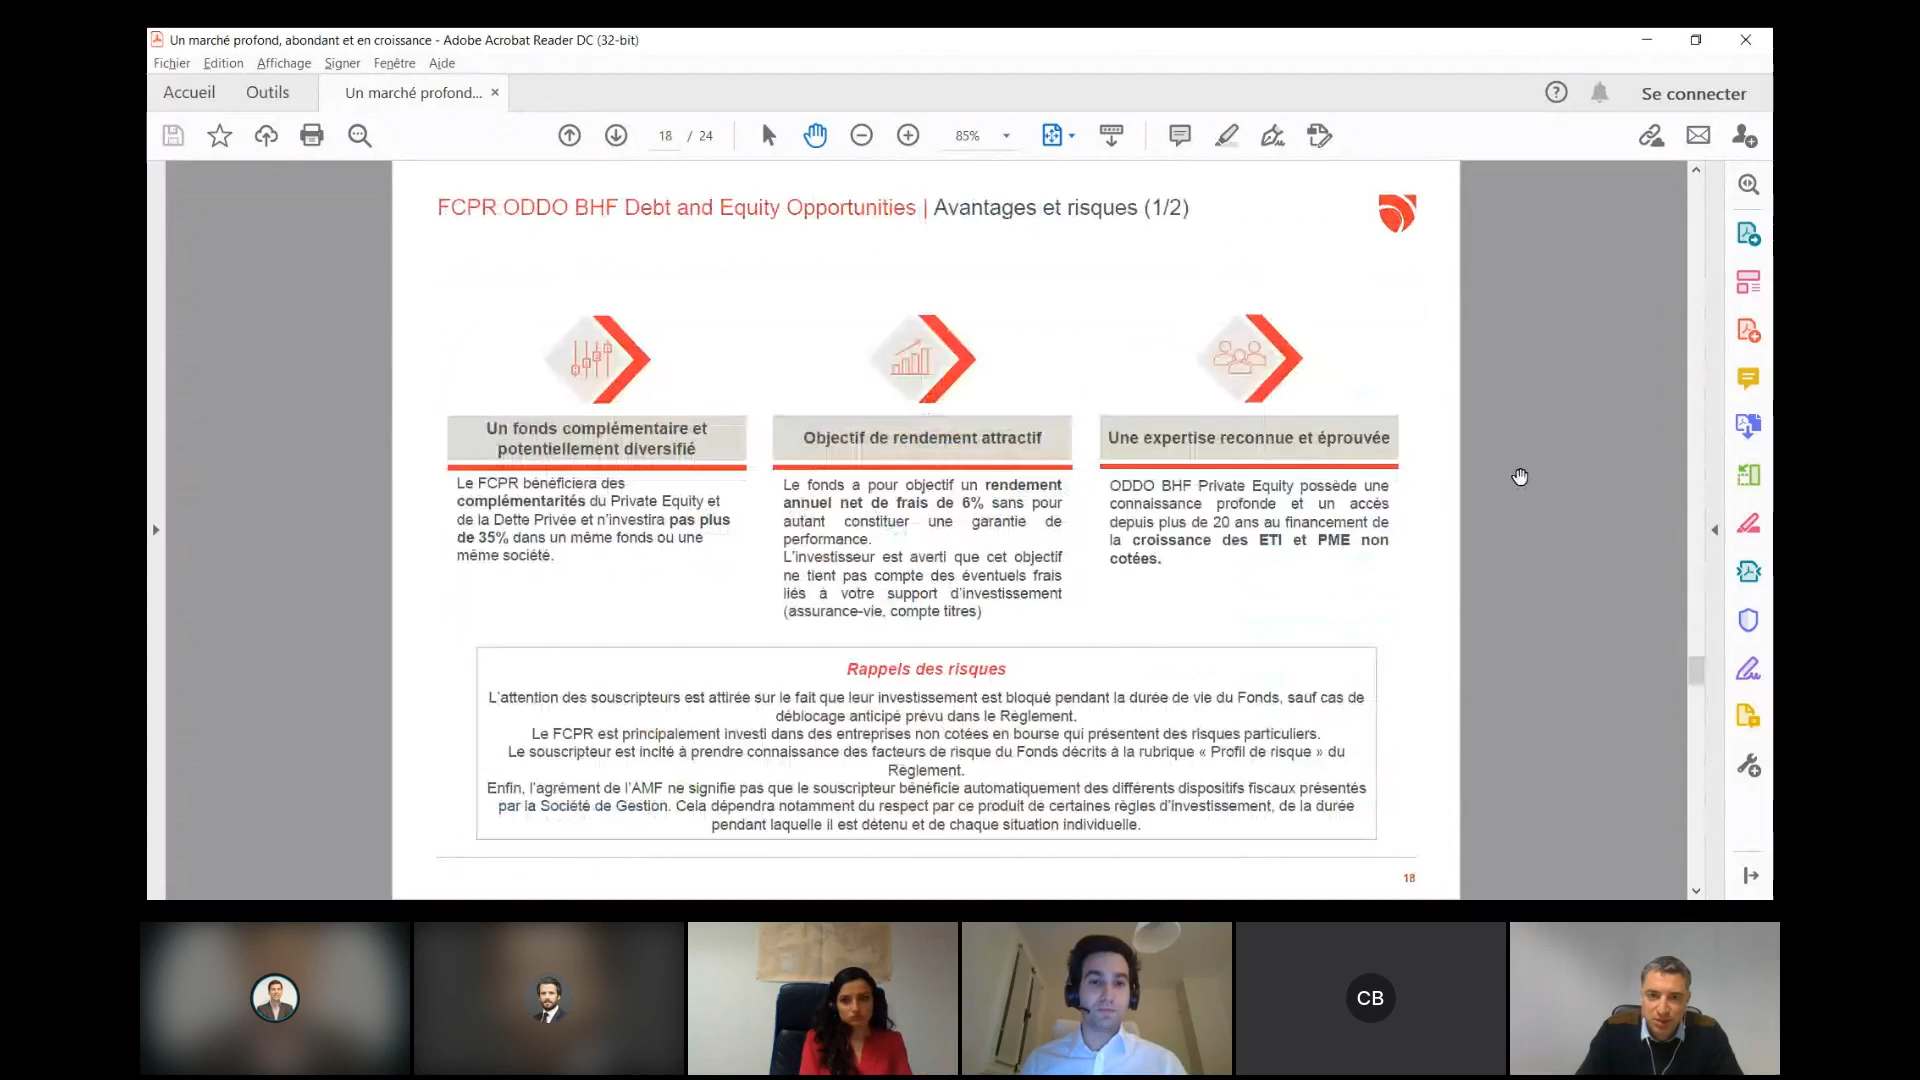 Un marché profond, abondant et en croissance - Adobe Acrobat Reader DC (32-bit)
Fichier Edition Affichage Signer Fenêtre Aide
Accueil Outils Un marché profond... × Se connecter
18 / 24 85%
FCPR ODDO BHF Debt and Equity Opportunities | Avantages et risques (1/2)
Un fonds complémentaire et
potentiellement diversifié
Le FCPR bénéficiera des
complémentarités du Private Equity et
de la Dette Privée et n'investira pas plus
de 35% dans un même fonds ou une
même société.
Objectif de rendement attractif
Le fonds a pour objectif un rendement
annuel net de frais de 6% sans pour
autant constituer une garantie de
performance.
L'investisseur est averti que cet objectif
ne tient pas compte des éventuels frais
liés à votre support d'investissement
(assurance-vie, compte titres)
Une expertise reconnue et éprouvée
ODDO BHF Private Equity possède une
connaissance profonde et un accès
depuis plus de 20 ans au financement de
la croissance des ETI et PME non
cotées.
Rappels des risques
L'attention des souscripteurs est attirée sur le fait que leur investissement est bloqué pendant la durée de vie du Fonds, sauf cas de
déblocage anticipé prévu dans le Règlement.
Le FCPR est principalement investi dans des entreprises non cotées en bourse qui présentent des risques particuliers.
Le souscripteur est incité à prendre connaissance des facteurs de risque du Fonds décrits à la rubrique « Profil de risque » du
Règlement.
Enfin, l'agrément de l'AMF ne signifie pas que le souscripteur bénéficie automatiquement des différents dispositifs fiscaux présentés
par la Société de Gestion. Cela dépendra notamment du respect par ce produit de certaines règles d'investissement, de la durée
pendant laquelle il est détenu et de chaque situation individuelle.
18
CB